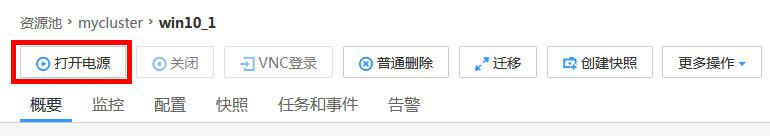 资源池 > mycluster > win10_1
打开电源 关闭 VNC登录 普通删除 迁移 创建快照 更多操作
概要 监控 配置 快照 任务和事件 告警